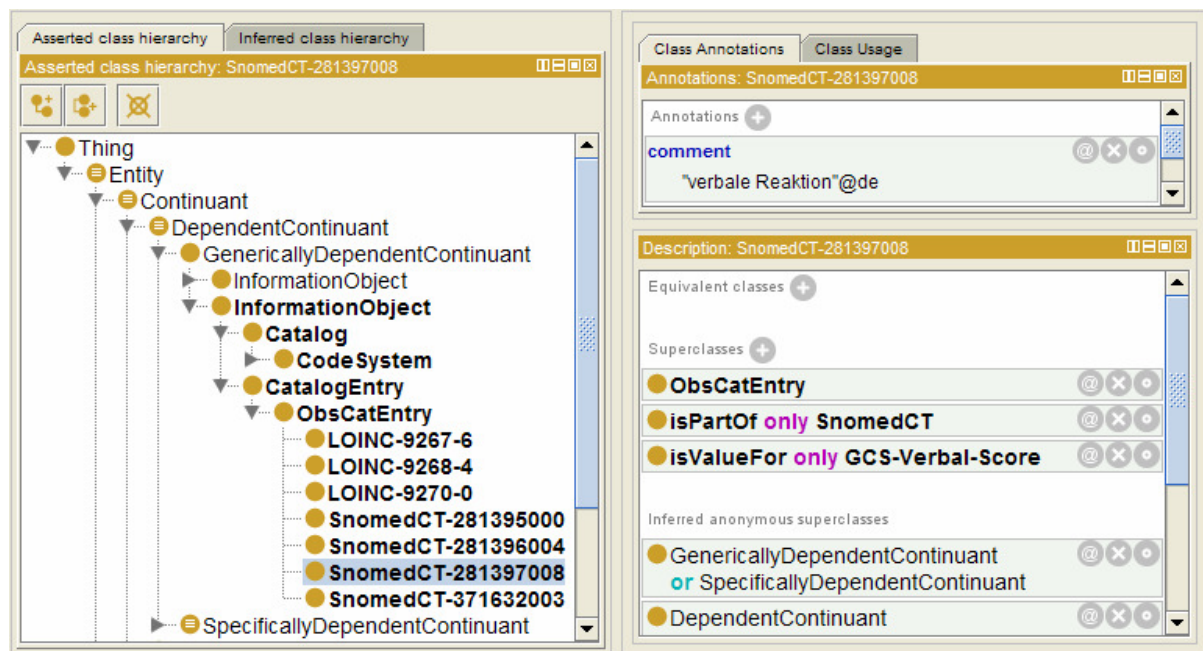 Asserted class hierarchy Inferred class hierarchy
Asserted class hierarchy: SnomedCT-281397008
Thing
Entity
Continuant
DependentContinuant
GenericallyDependentContinuant
InformationObject
InformationObject
Catalog
CodeSystem
CatalogEntry
ObsCatEntry
LOINC-9267-6
LOINC-9268-4
LOINC-9270-0
SnomedCT-281395000
SnomedCT-281396004
SnomedCT-281397008
SnomedCT-371632003
SpecificallyDependentContinuant
Class Annotations Class Usage
Annotations: SnomedCT-281397008
Annotations
comment
"verbale Reaktion"@de
Description: SnomedCT-281397008
Equivalent classes
Superclasses
ObsCatEntry
isPartOf only SnomedCT
isValueFor only GCS-Verbal-Score
Inferred anonymous superclasses
GenericallyDependentContinuant
or SpecificallyDependentContinuant
DependentContinuant